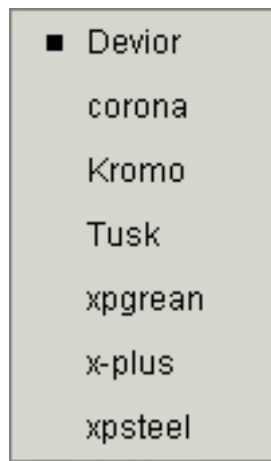 Devior
corona
Kromo
Tusk
xpgrean
x-plus
xpsteel